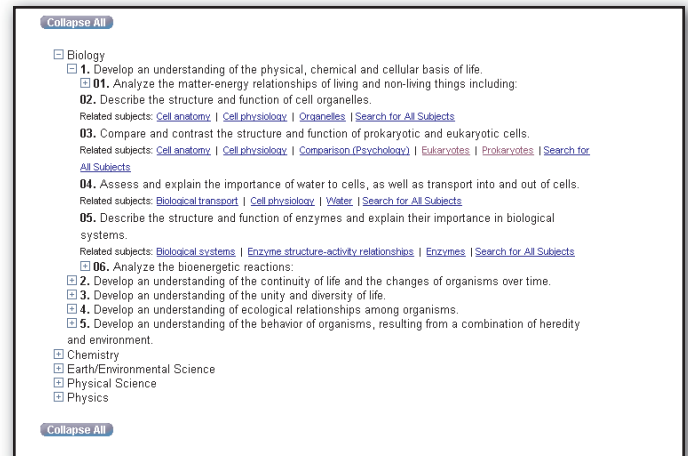 Collapse All
Biology
1. Develop an understanding of the physical, chemical and cellular basis of life.
01. Analyze the matter-energy relationships of living and non-living things including:
02. Describe the structure and function of cell organelles.
Related subjects: Cell anatomy | Cell physiology | Organelles | Search for All Subjects
03. Compare and contrast the structure and function of prokaryotic and eukaryotic cells.
Related subjects: Cell anatomy | Cell physiology | Comparison (Psychology) | Eukaryotes | Prokaryotes | Search for
All Subjects
04. Assess and explain the importance of water to cells, as well as transport into and out of cells.
Related subjects: Biological transport | Cell physiology | Water | Search for All Subjects
05. Describe the structure and function of enzymes and explain their importance in biological
systems.
Related subjects: Biological systems | Enzyme structure-activity relationships | Enzymes | Search for All Subjects
06. Analyze the bioenergetic reactions:
2. Develop an understanding of the continuity of life and the changes of organisms over time.
3. Develop an understanding of the unity and diversity of life.
4. Develop an understanding of ecological relationships among organisms.
5. Develop an understanding of the behavior of organisms, resulting from a combination of heredity
and environment.
Chemistry
Earth/Environmental Science
Physical Science
Physics
Collapse All